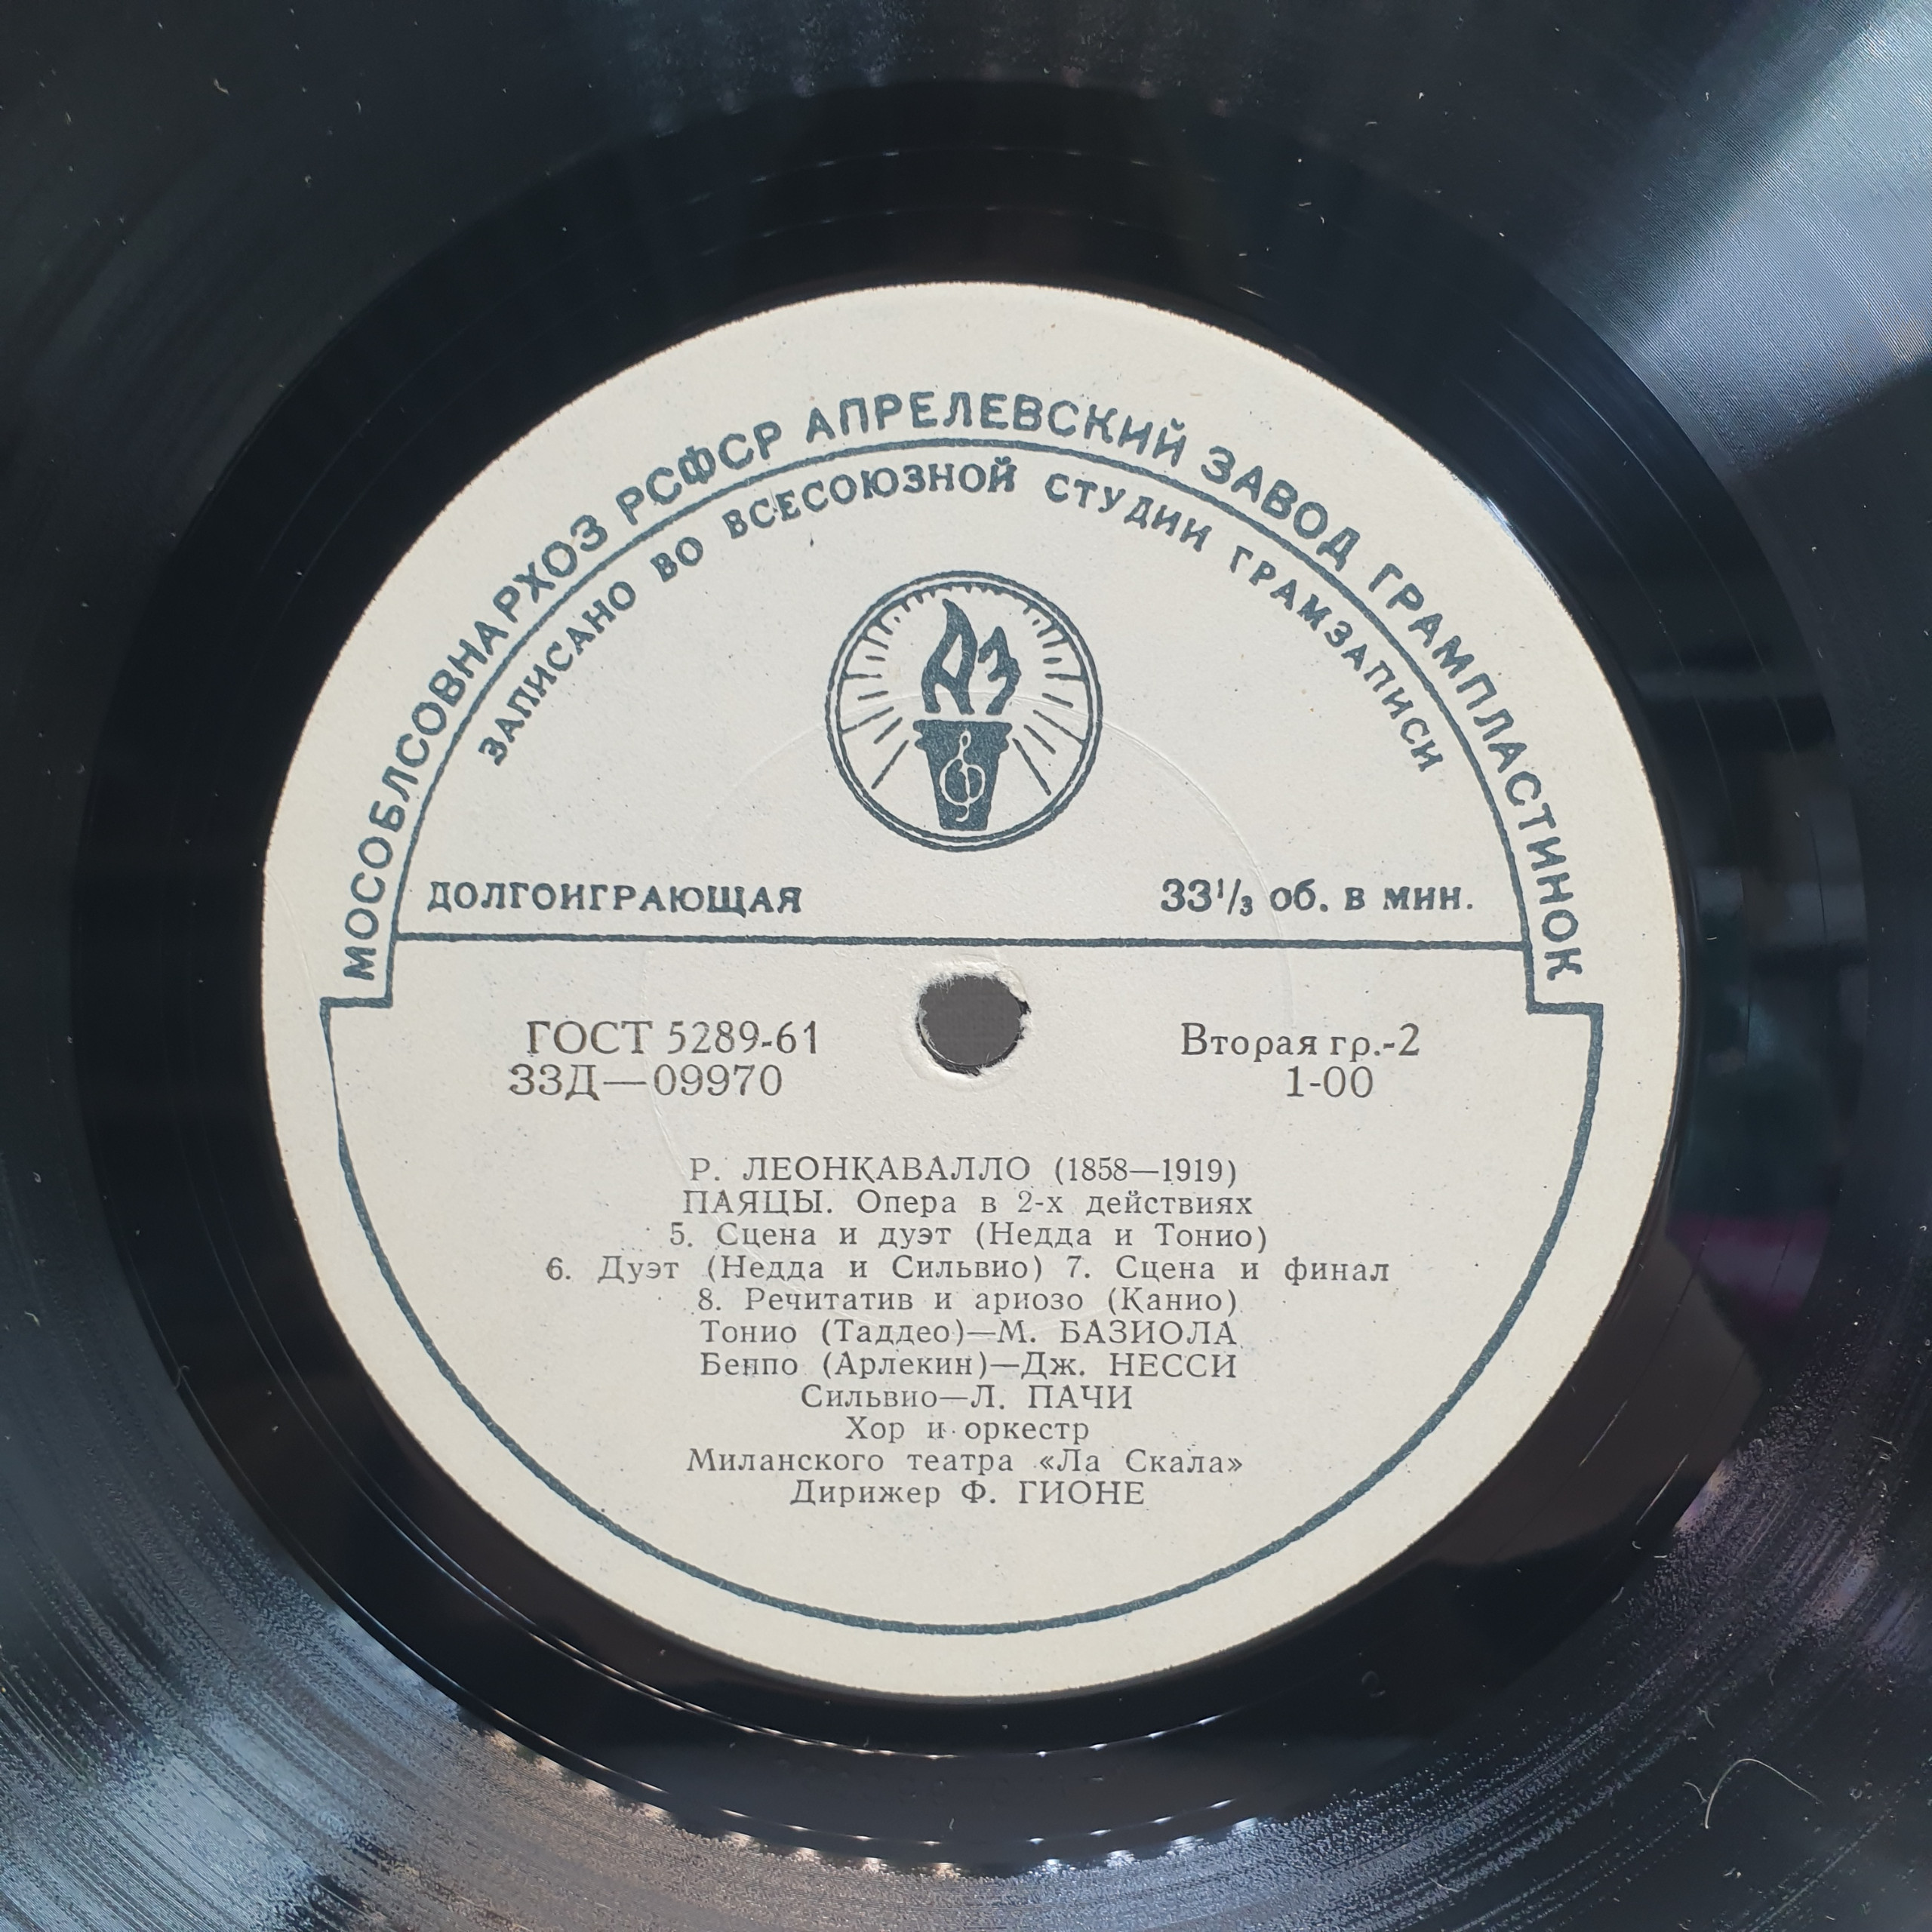 МОСОБЛСОВНАРХОЗ РСФСР АПРЕЛЕВСКИЙ ЗАВОД ГРАМПЛАСТИНОК
ЗАПИСАНО ВО ВСЕСОЮЗНОЙ СТУДИИ ГРАМЗАПИСИ
АЗ
ДОЛГОИГРАЮЩАЯ 33⅓ об. в мин.
ГОСТ 5289-61 Вторая гр.-2
33Д—09970 1-00
Р. ЛЕОНКАВАЛЛО (1858—1919)
ПАЯЦЫ. Опера в 2-х действиях
5. Сцена и дуэт (Недда и Тонио)
6. Дуэт (Недда и Сильвио) 7. Сцена и финал
8. Речитатив и ариозо (Канио)
Тонио (Таддео)—М. БАЗИОЛА
Беппо (Арлекин)—Дж. НЕССИ
Сильвио—Л. ПАЧИ
Хор и оркестр
Миланского театра «Ла Скала»
Дирижер Ф. ГИОНЕ